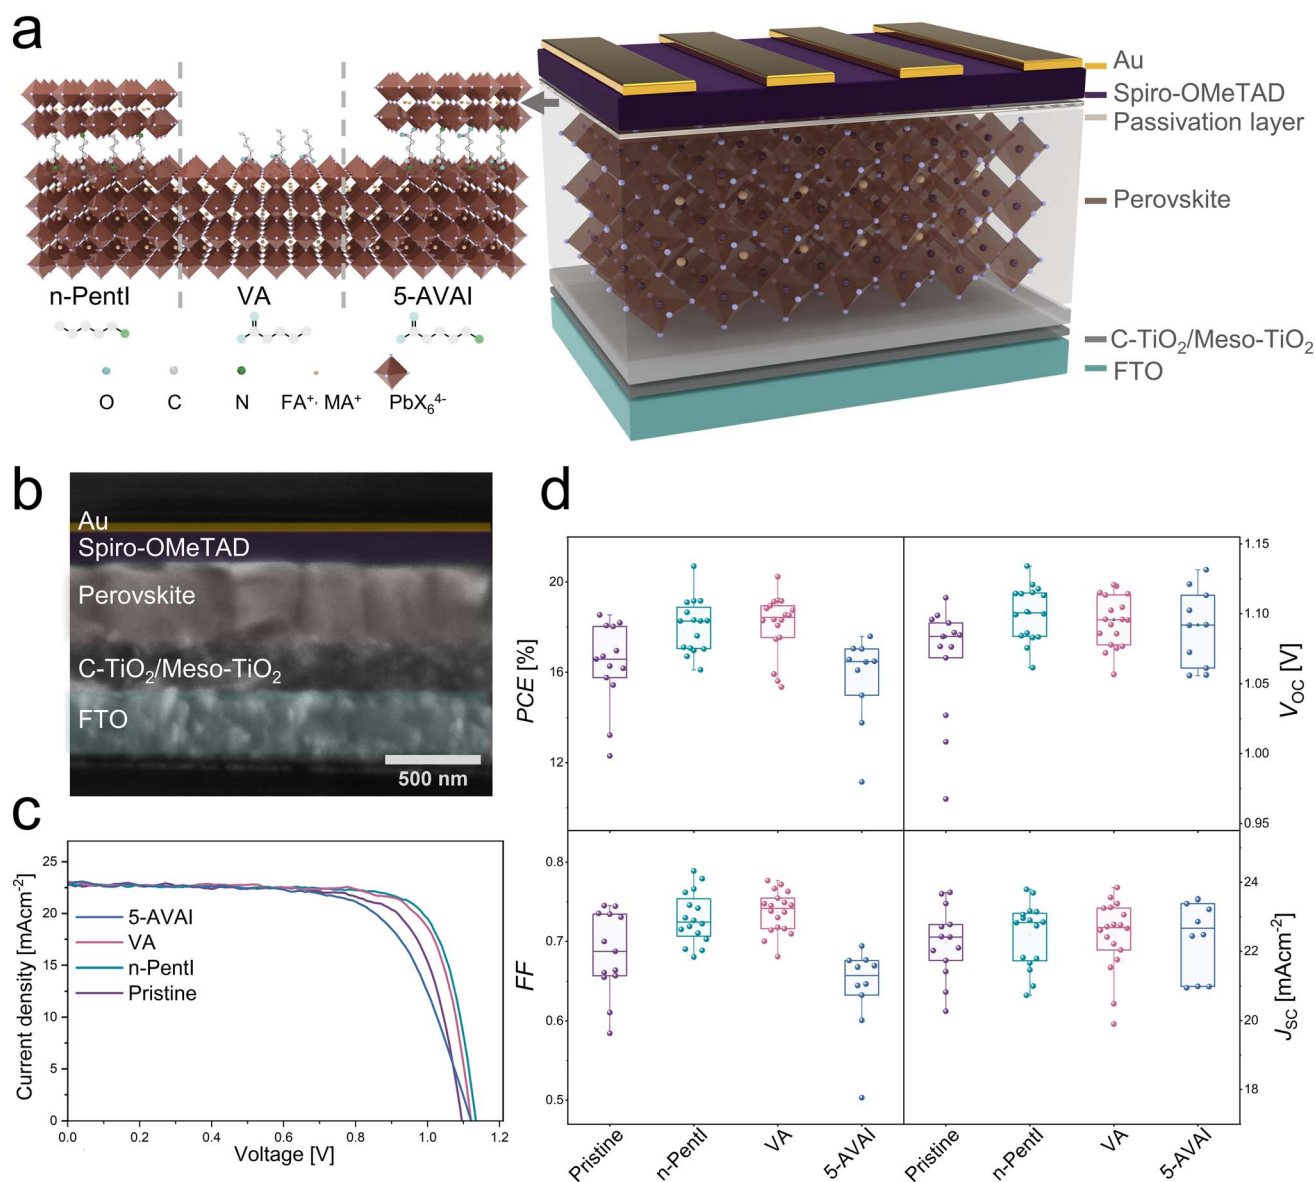 a
Au
Spiro-OMeTAD
Passivation layer
Perovskite
C-TiO₂/Meso-TiO₂
FTO
n-PentI VA 5-AVAI
O C N FA⁺, MA⁺ PbX₆⁴⁻
b
Au
Spiro-OMeTAD
Perovskite
C-TiO₂/Meso-TiO₂
FTO
500 nm
c
Current density [mAcm⁻²]
25
20
15
10
5
0
5-AVAI
VA
n-PentI
Pristine
0.0 0.2 0.4 0.6 0.8 1.0 1.2
Voltage [V]
d
PCE [%]
20
16
12
V_OC [V]
1.15
1.10
1.05
1.00
0.95
FF
0.8
0.7
0.6
0.5
J_SC [mAcm⁻²]
24
22
20
18
Pristine n-PentI VA 5-AVAI Pristine n-PentI VA 5-AVAI